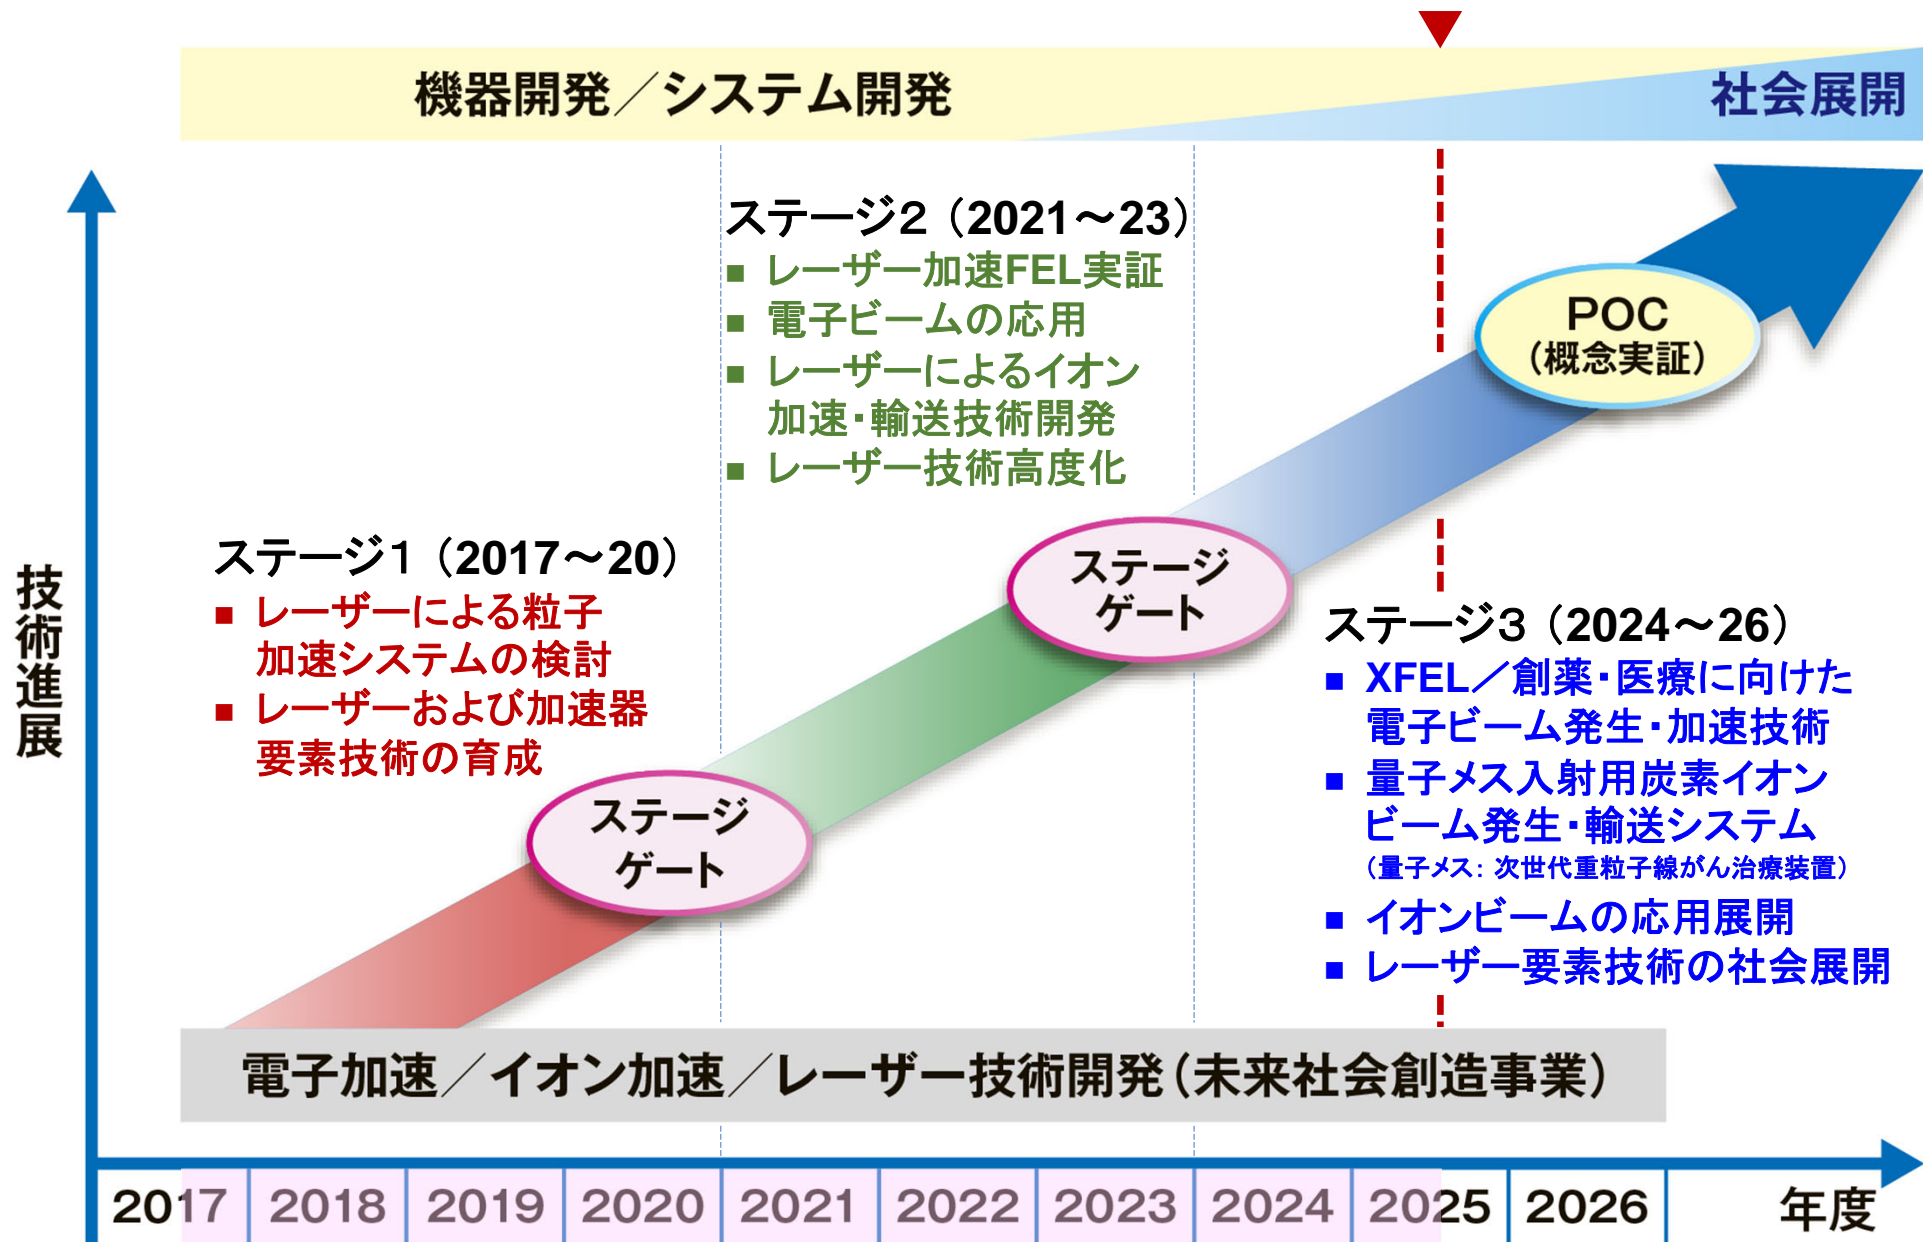 機器開発／システム開発
社会展開
技術進展
ステージ２（2021～23）
■ レーザー加速FEL実証
■ 電子ビームの応用
■ レーザーによるイオン
加速・輸送技術開発
■ レーザー技術高度化
POC
（概念実証）
ステージ１（2017～20）
■ レーザーによる粒子
加速システムの検討
■ レーザーおよび加速器
要素技術の育成
ステージ
ゲート
ステージ
ゲート
ステージ３（2024～26）
■ XFEL／創薬・医療に向けた
電子ビーム発生・加速技術
■ 量子メス入射用炭素イオン
ビーム発生・輸送システム
（量子メス： 次世代重粒子線がん治療装置）
■ イオンビームの応用展開
■ レーザー要素技術の社会展開
電子加速／イオン加速／レーザー技術開発（未来社会創造事業）
2017 2018 2019 2020 2021 2022 2023 2024 2025 2026 年度